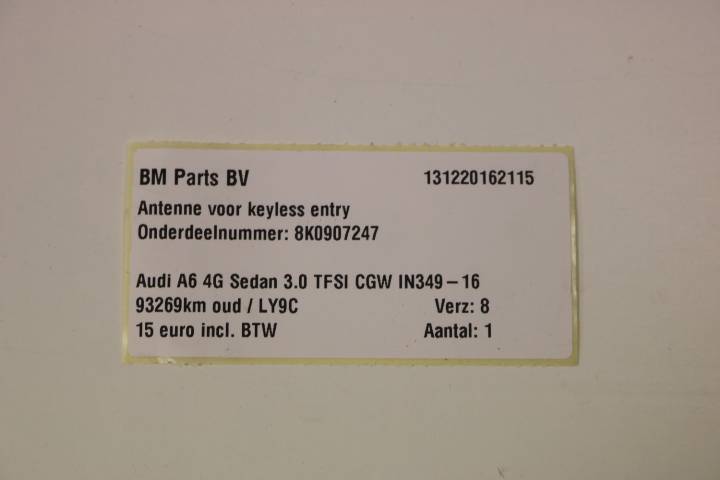 BM Parts BV 131220162115
Antenne voor keyless entry
Onderdeelnummer: 8K0907247
Audi A6 4G Sedan 3.0 TFSI CGW IN349-16
93269km oud / LY9C Verz: 8
15 euro incl. BTW Aantal: 1